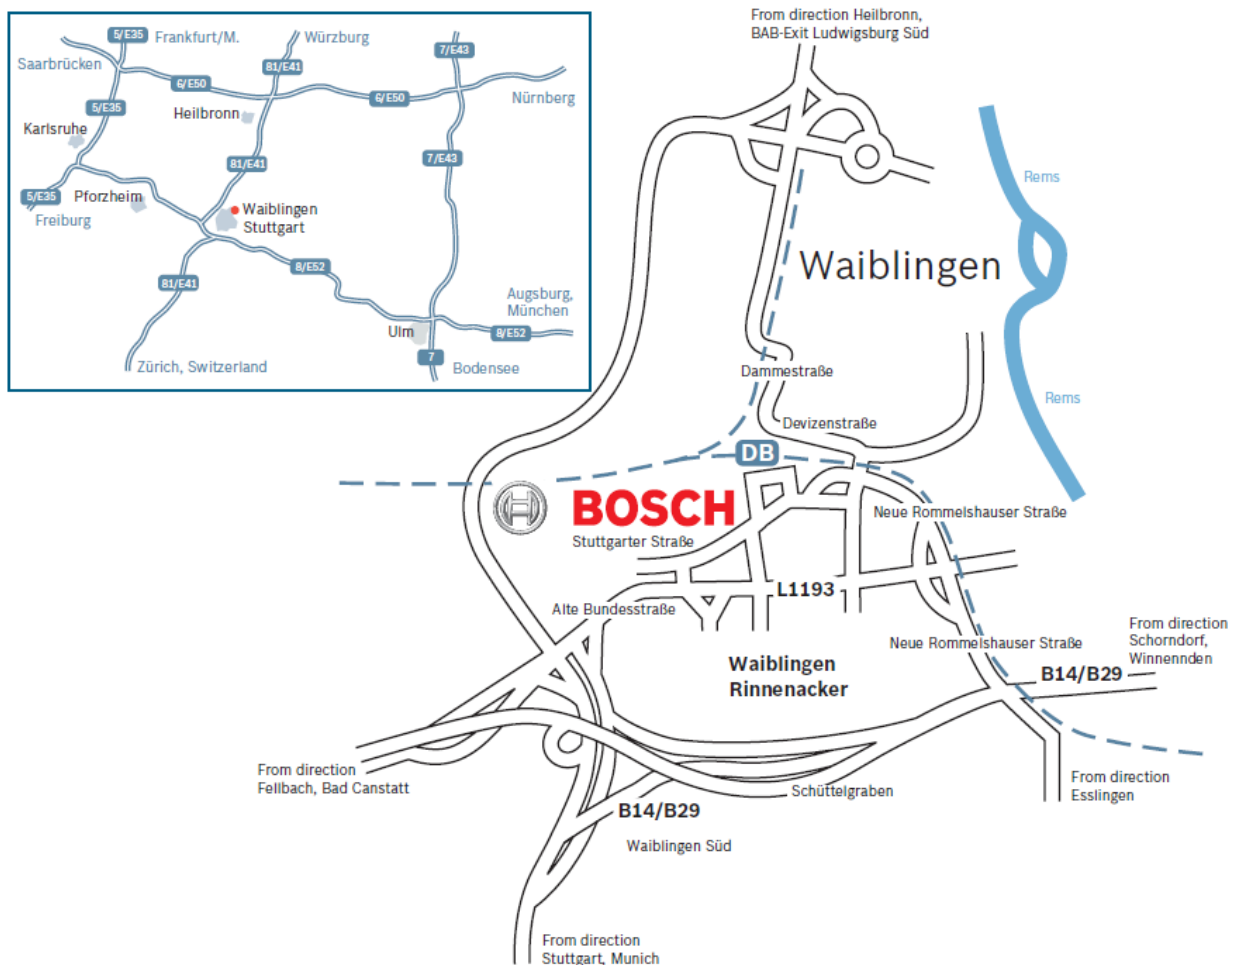 5/E35
Frankfurt/M.
Würzburg
7/E43
Saarbrücken
81/E41
6/E50
6/E50
Nürnberg
5/E35
Heilbronn
Karlsruhe
81/E41
7/E43
5/E35
Pforzheim
Freiburg
Waiblingen
Stuttgart
8/E52
81/E41
Augsburg,
München
Ulm
8/E52
7
Zürich, Switzerland
Bodensee
From direction Heilbronn,
BAB-Exit Ludwigsburg Süd
Rems
Waiblingen
Dammestraße
Rems
Devizenstraße
DB
BOSCH
Neue Rommelshauser Straße
Stuttgarter Straße
L1193
Alte Bundesstraße
Neue Rommelshauser Straße
From direction
Schorndorf,
Winnennden
Waiblingen
Rinnenacker
B14/B29
From direction
Fellbach, Bad Canstatt
From direction
Esslingen
Schüttelgraben
B14/B29
Waiblingen Süd
From direction
Stuttgart, Munich